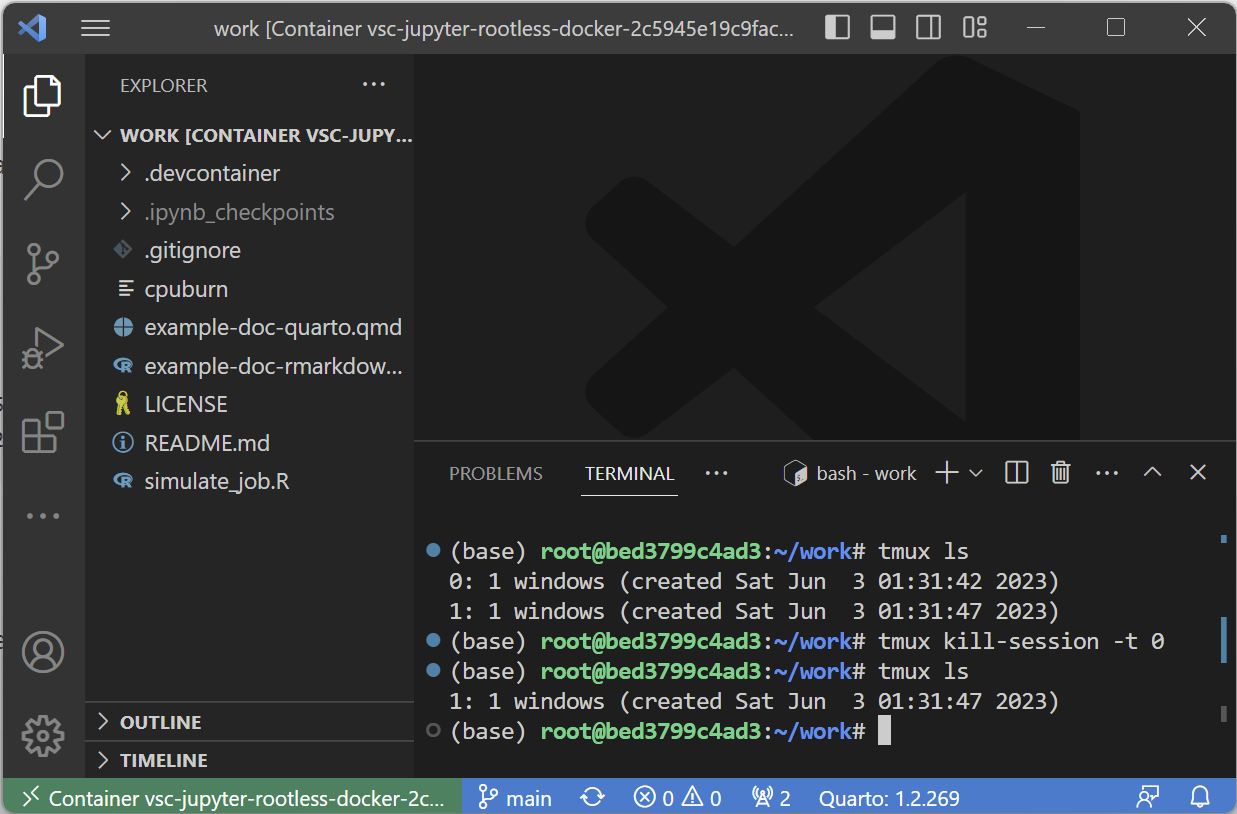 work [Container vsc-jupyter-rootless-docker-2c5945e19c9fac...
EXPLORER
WORK [CONTAINER VSC-JUPY...
.devcontainer
.ipynb_checkpoints
.gitignore
cpuburn
example-doc-quarto.qmd
example-doc-rmarkdow...
LICENSE
README.md
simulate_job.R
OUTLINE
TIMELINE
PROBLEMS TERMINAL bash - work
(base) root@bed3799c4ad3:~/work# tmux ls
0: 1 windows (created Sat Jun  3 01:31:42 2023)
1: 1 windows (created Sat Jun  3 01:31:47 2023)
(base) root@bed3799c4ad3:~/work# tmux kill-session -t 0
(base) root@bed3799c4ad3:~/work# tmux ls
1: 1 windows (created Sat Jun  3 01:31:47 2023)
(base) root@bed3799c4ad3:~/work#
Container vsc-jupyter-rootless-docker-2c... main 0 0 2 Quarto: 1.2.269